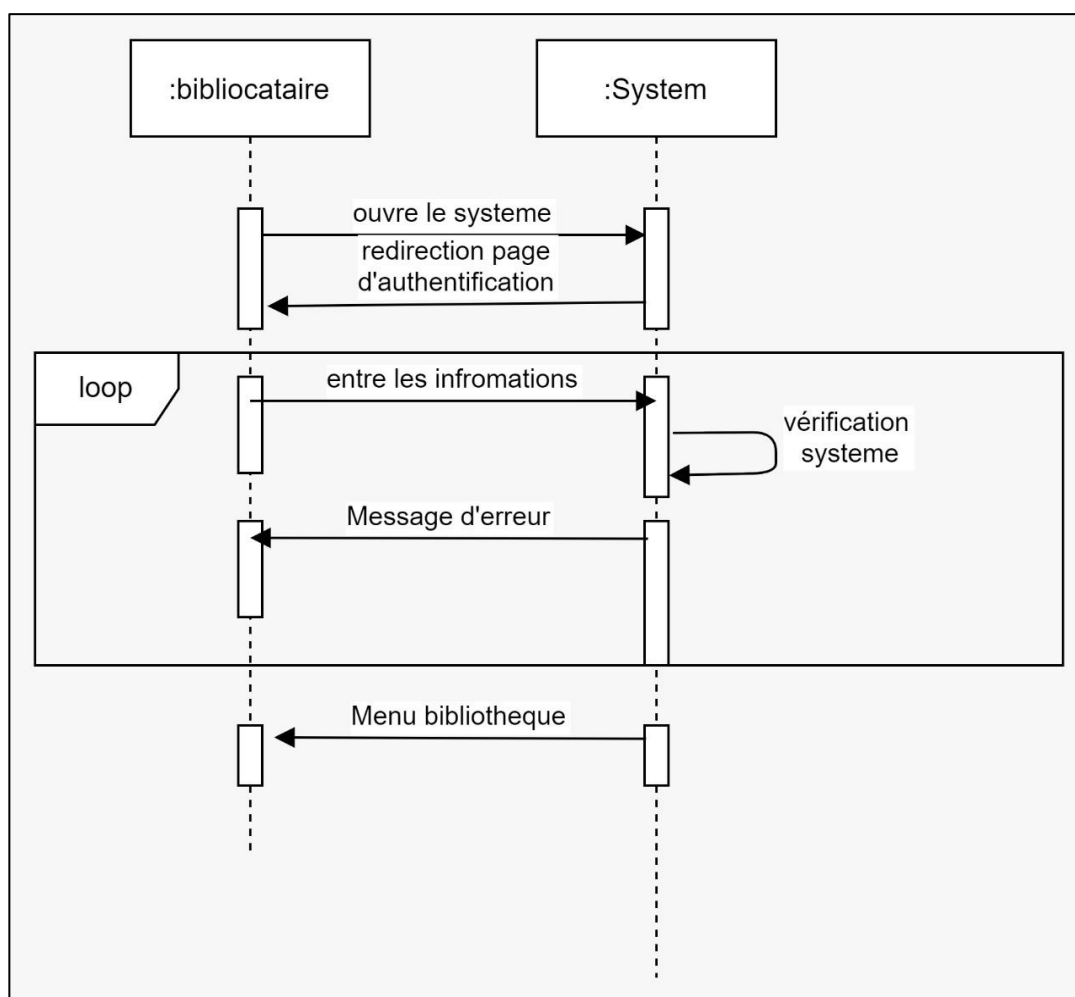 :bibliocataire
:System
ouvre le systeme
redirection page
d'authentification
loop
entre les infromations
vérification
systeme
Message d'erreur
Menu bibliotheque